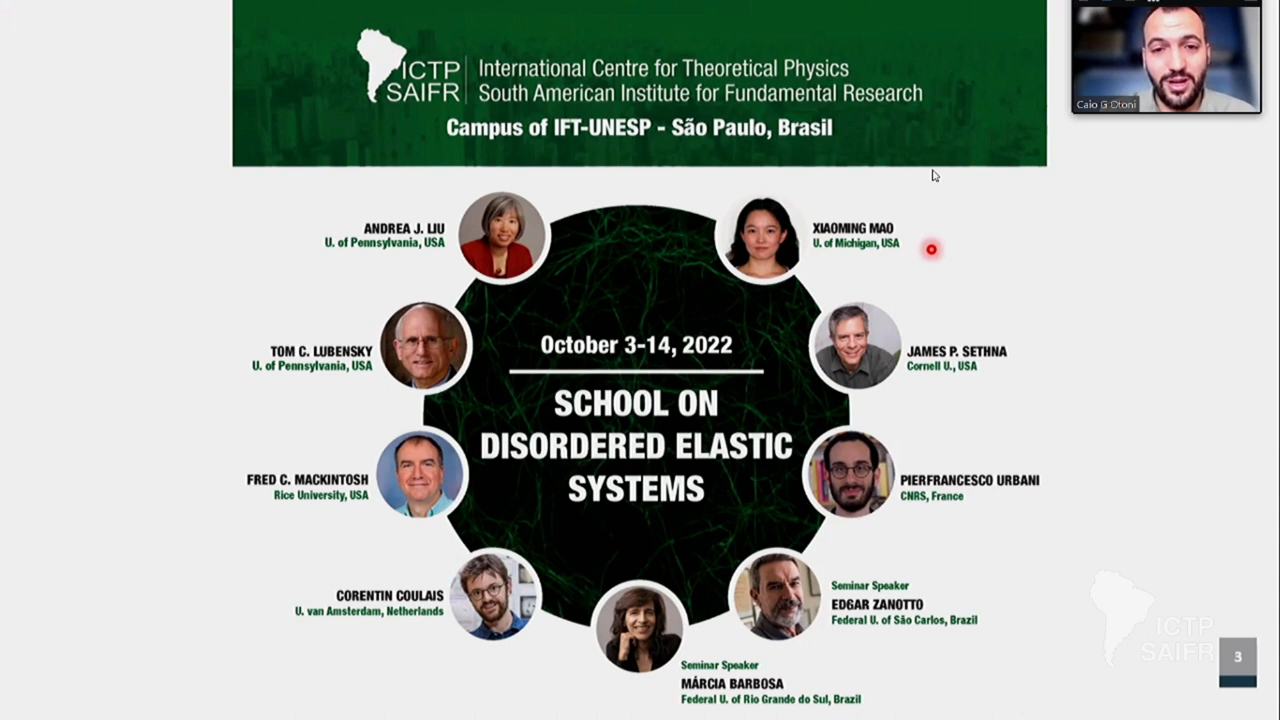 ICTP
SAIFR
International Centre for Theoretical Physics
South American Institute for Fundamental Research
Campus of IFT-UNESP - São Paulo, Brasil
Caio G Otoni
ANDREA J. LIU
U. of Pennsylvania, USA
XIAOMING MAO
U. of Michigan, USA
TOM C. LUBENSKY
U. of Pennsylvania, USA
JAMES P. SETHNA
Cornell U., USA
October 3-14, 2022
SCHOOL ON
DISORDERED ELASTIC
SYSTEMS
FRED C. MACKINTOSH
Rice University, USA
PIERFRANCESCO URBANI
CNRS, France
CORENTIN COULAIS
U. van Amsterdam, Netherlands
Seminar Speaker
EDGAR ZANOTTO
Federal U. of São Carlos, Brazil
Seminar Speaker
MÁRCIA BARBOSA
Federal U. of Rio Grande do Sul, Brazil
ICTP
SAIFR
3